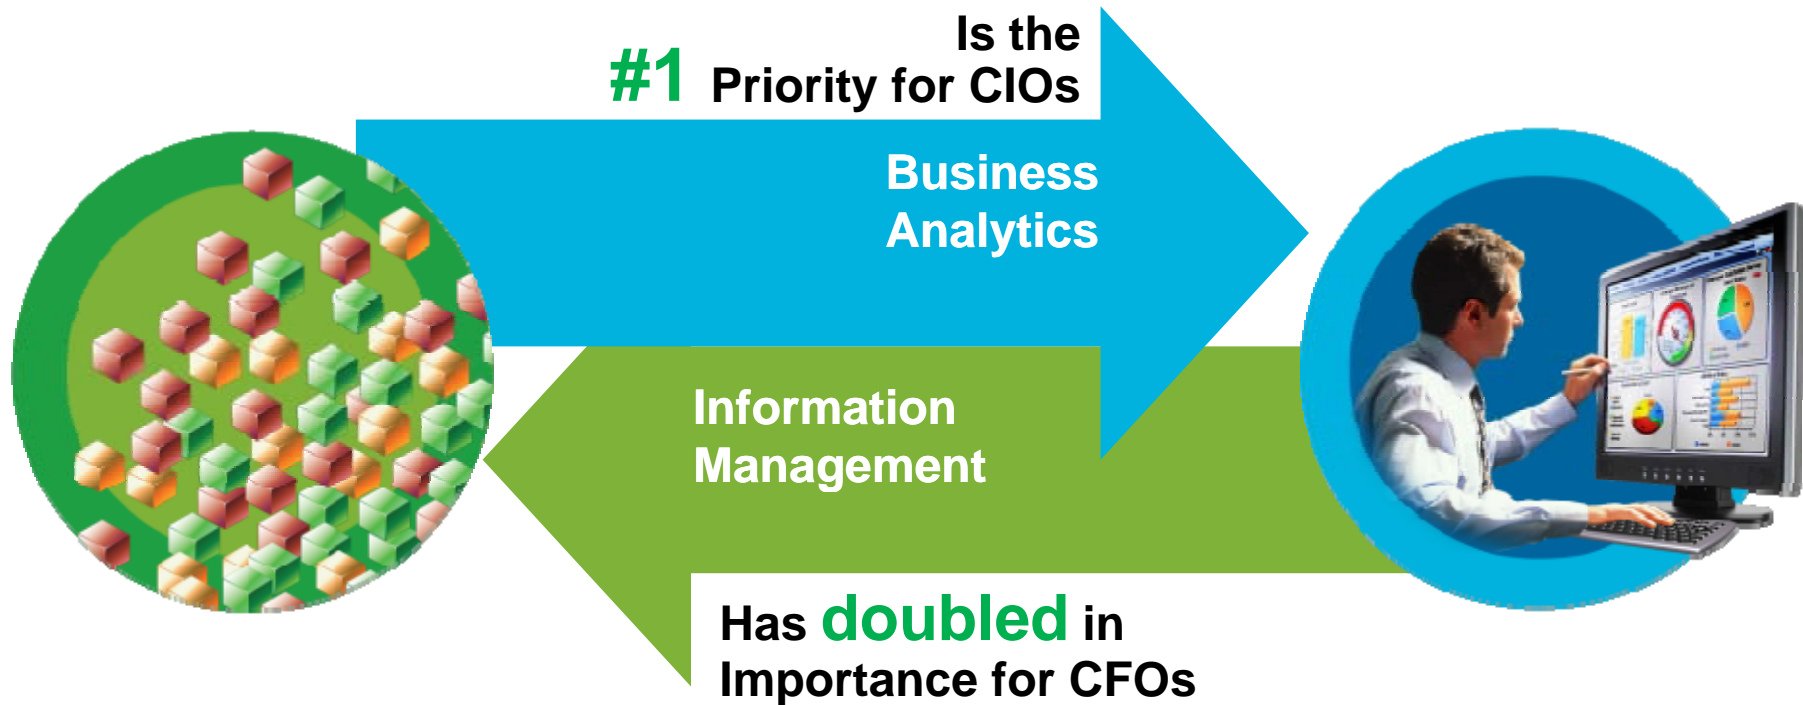 Is the
#1 Priority for CIOs
Business
Analytics
Information
Management
Has doubled in
Importance for CFOs